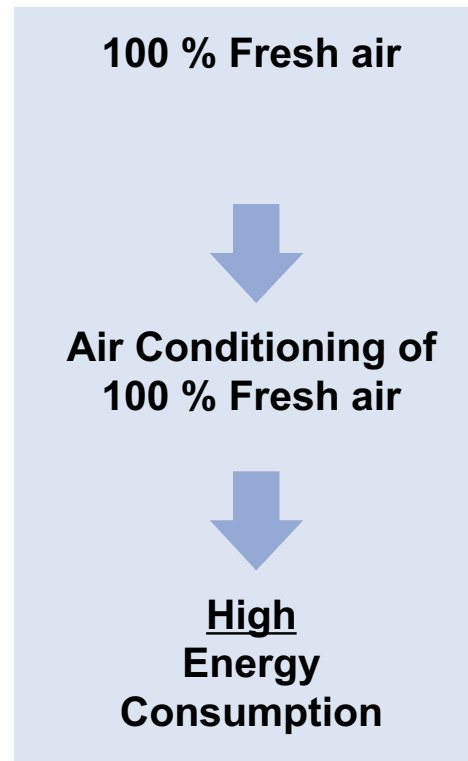 100 % Fresh air
Air Conditioning of
100 % Fresh air
High
Energy
Consumption